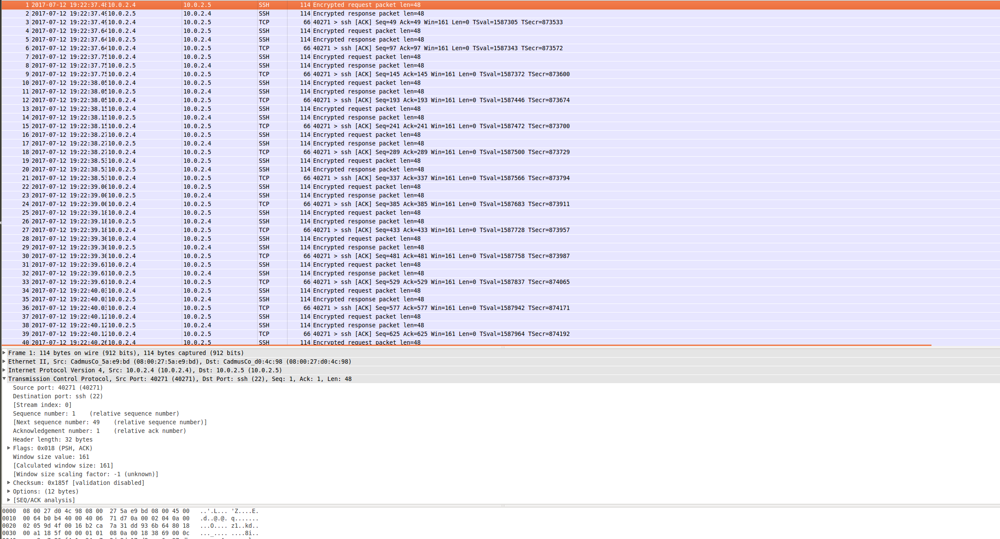 1 2017-07-12 19:22:37.48 10.0.2.4 10.0.2.5 SSH 114 Encrypted request packet len=48
2 2017-07-12 19:22:37.49 10.0.2.5 10.0.2.4 SSH 114 Encrypted response packet len=48
3 2017-07-12 19:22:37.49 10.0.2.4 10.0.2.5 TCP 66 40271 > ssh [ACK] Seq=49 Ack=49 Win=161 Len=0 TSval=1587305 TSecr=873533
4 2017-07-12 19:22:37.64 10.0.2.4 10.0.2.5 SSH 114 Encrypted request packet len=48
5 2017-07-12 19:22:37.64 10.0.2.5 10.0.2.4 SSH 114 Encrypted response packet len=48
6 2017-07-12 19:22:37.64 10.0.2.4 10.0.2.5 TCP 66 40271 > ssh [ACK] Seq=97 Ack=97 Win=161 Len=0 TSval=1587343 TSecr=873572
7 2017-07-12 19:22:37.75 10.0.2.4 10.0.2.5 SSH 114 Encrypted request packet len=48
8 2017-07-12 19:22:37.75 10.0.2.5 10.0.2.4 SSH 114 Encrypted response packet len=48
9 2017-07-12 19:22:37.75 10.0.2.4 10.0.2.5 TCP 66 40271 > ssh [ACK] Seq=145 Ack=145 Win=161 Len=0 TSval=1587372 TSecr=873600
10 2017-07-12 19:22:38.05 10.0.2.4 10.0.2.5 SSH 114 Encrypted request packet len=48
11 2017-07-12 19:22:38.05 10.0.2.5 10.0.2.4 SSH 114 Encrypted response packet len=48
12 2017-07-12 19:22:38.05 10.0.2.4 10.0.2.5 TCP 66 40271 > ssh [ACK] Seq=193 Ack=193 Win=161 Len=0 TSval=1587446 TSecr=873674
13 2017-07-12 19:22:38.15 10.0.2.4 10.0.2.5 SSH 114 Encrypted request packet len=48
14 2017-07-12 19:22:38.15 10.0.2.5 10.0.2.4 SSH 114 Encrypted response packet len=48
15 2017-07-12 19:22:38.15 10.0.2.4 10.0.2.5 TCP 66 40271 > ssh [ACK] Seq=241 Ack=241 Win=161 Len=0 TSval=1587472 TSecr=873700
16 2017-07-12 19:22:38.27 10.0.2.4 10.0.2.5 SSH 114 Encrypted request packet len=48
17 2017-07-12 19:22:38.27 10.0.2.5 10.0.2.4 SSH 114 Encrypted response packet len=48
18 2017-07-12 19:22:38.27 10.0.2.4 10.0.2.5 TCP 66 40271 > ssh [ACK] Seq=289 Ack=289 Win=161 Len=0 TSval=1587500 TSecr=873729
19 2017-07-12 19:22:38.53 10.0.2.4 10.0.2.5 SSH 114 Encrypted request packet len=48
20 2017-07-12 19:22:38.53 10.0.2.5 10.0.2.4 SSH 114 Encrypted response packet len=48
21 2017-07-12 19:22:38.53 10.0.2.4 10.0.2.5 TCP 66 40271 > ssh [ACK] Seq=337 Ack=337 Win=161 Len=0 TSval=1587566 TSecr=873794
22 2017-07-12 19:22:39.00 10.0.2.4 10.0.2.5 SSH 114 Encrypted request packet len=48
23 2017-07-12 19:22:39.00 10.0.2.5 10.0.2.4 SSH 114 Encrypted response packet len=48
24 2017-07-12 19:22:39.00 10.0.2.4 10.0.2.5 TCP 66 40271 > ssh [ACK] Seq=385 Ack=385 Win=161 Len=0 TSval=1587683 TSecr=873911
25 2017-07-12 19:22:39.18 10.0.2.4 10.0.2.5 SSH 114 Encrypted request packet len=48
26 2017-07-12 19:22:39.18 10.0.2.5 10.0.2.4 SSH 114 Encrypted response packet len=48
27 2017-07-12 19:22:39.18 10.0.2.4 10.0.2.5 TCP 66 40271 > ssh [ACK] Seq=433 Ack=433 Win=161 Len=0 TSval=1587728 TSecr=873957
28 2017-07-12 19:22:39.30 10.0.2.4 10.0.2.5 SSH 114 Encrypted request packet len=48
29 2017-07-12 19:22:39.30 10.0.2.5 10.0.2.4 SSH 114 Encrypted response packet len=48
30 2017-07-12 19:22:39.30 10.0.2.4 10.0.2.5 TCP 66 40271 > ssh [ACK] Seq=481 Ack=481 Win=161 Len=0 TSval=1587758 TSecr=873987
31 2017-07-12 19:22:39.61 10.0.2.4 10.0.2.5 SSH 114 Encrypted request packet len=48
32 2017-07-12 19:22:39.61 10.0.2.5 10.0.2.4 SSH 114 Encrypted response packet len=48
33 2017-07-12 19:22:39.61 10.0.2.4 10.0.2.5 TCP 66 40271 > ssh [ACK] Seq=529 Ack=529 Win=161 Len=0 TSval=1587837 TSecr=874065
34 2017-07-12 19:22:40.03 10.0.2.4 10.0.2.5 SSH 114 Encrypted request packet len=48
35 2017-07-12 19:22:40.03 10.0.2.5 10.0.2.4 SSH 114 Encrypted response packet len=48
36 2017-07-12 19:22:40.03 10.0.2.4 10.0.2.5 TCP 66 40271 > ssh [ACK] Seq=577 Ack=577 Win=161 Len=0 TSval=1587942 TSecr=874171
37 2017-07-12 19:22:40.12 10.0.2.4 10.0.2.5 SSH 114 Encrypted request packet len=48
38 2017-07-12 19:22:40.12 10.0.2.5 10.0.2.4 SSH 114 Encrypted response packet len=48
39 2017-07-12 19:22:40.12 10.0.2.4 10.0.2.5 TCP 66 40271 > ssh [ACK] Seq=625 Ack=625 Win=161 Len=0 TSval=1587964 TSecr=874192
40 2017-07-12 19:22:40.26 10.0.2.4 10.0.2.5 SSH 114 Encrypted request packet len=48
Frame 1: 114 bytes on wire (912 bits), 114 bytes captured (912 bits)
Ethernet II, Src: CadmusCo_5a:e9:bd (08:00:27:5a:e9:bd), Dst: CadmusCo_d0:4c:98 (08:00:27:d0:4c:98)
Internet Protocol Version 4, Src: 10.0.2.4 (10.0.2.4), Dst: 10.0.2.5 (10.0.2.5)
Transmission Control Protocol, Src Port: 40271 (40271), Dst Port: ssh (22), Seq: 1, Ack: 1, Len: 48
Source port: 40271 (40271)
Destination port: ssh (22)
[Stream index: 0]
Sequence number: 1 (relative sequence number)
[Next sequence number: 49 (relative sequence number)]
Acknowledgement number: 1 (relative ack number)
Header length: 32 bytes
Flags: 0x018 (PSH, ACK)
Window size value: 161
[Calculated window size: 161]
[Window size scaling factor: -1 (unknown)]
Checksum: 0x185f [validation disabled]
Options: (12 bytes)
[SEQ/ACK analysis]
0000 08 00 27 d0 4c 98 08 00 27 5a e9 bd 08 00 45 00 ..'.L... 'Z....E.
0010 00 64 b0 b4 40 00 40 06 71 d7 0a 00 02 04 0a 00 .d..@.@. q.......
0020 02 05 9d 4f 00 16 b2 ca 7a 31 dd 93 6b 64 80 18 ...O.... z1..kd..
0030 00 a1 18 5f 00 00 01 01 08 0a 00 18 38 69 00 0c ..._.... ....8i..